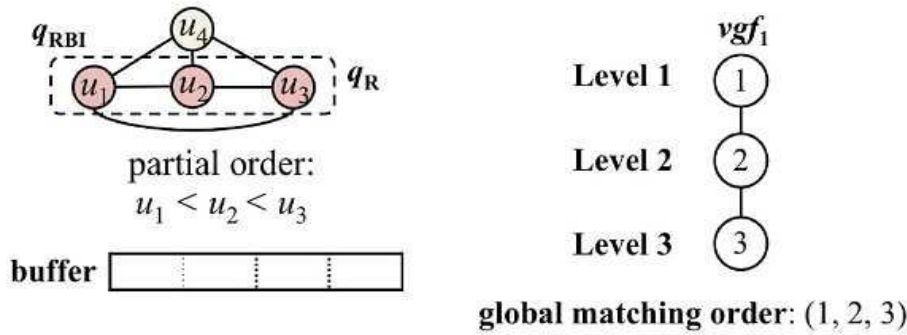 q_RBI
u_4
u_1 u_2 u_3 q_R
partial order:
u_1 < u_2 < u_3
buffer
vgf_1
Level 1 1
Level 2 2
Level 3 3
global matching order: (1, 2, 3)